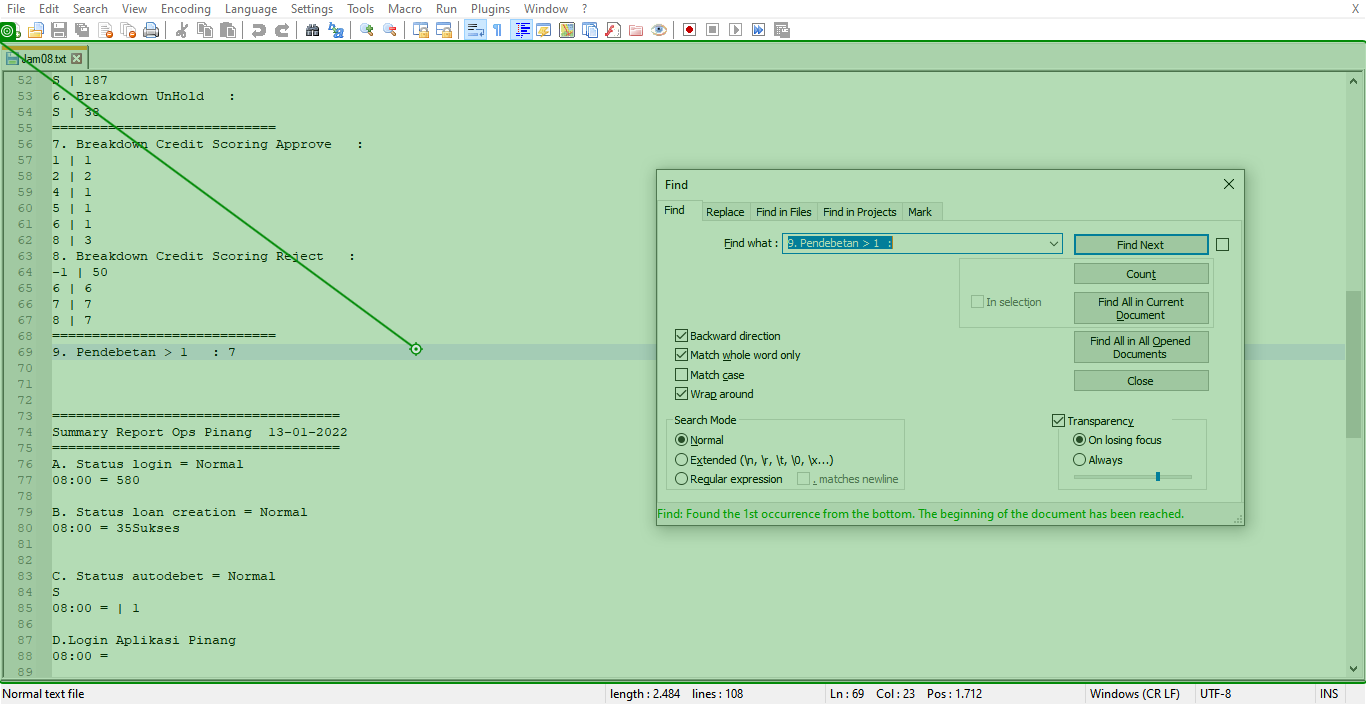 File Edit Search View Encoding Language Settings Tools Macro Run Plugins Window ? X
Jam08.txt
52 S | 187
53 6. Breakdown UnHold :
54 S | 38
55 ============================
56 7. Breakdown Credit Scoring Approve :
57 1 | 1
58 2 | 2
59 4 | 1
60 5 | 1
61 6 | 1
62 8 | 3
63 8. Breakdown Credit Scoring Reject :
64 -1 | 50
65 6 | 6
66 7 | 7
67 8 | 7
68 ============================
69 9. Pendebetan > 1 : 7
70
71
72
73 ====================================
74 Summary Report Ops Pinang 13-01-2022
75 ====================================
76 A. Status login = Normal
77 08:00 = 580
78
79 B. Status loan creation = Normal
80 08:00 = 35Sukses
81
82
83 C. Status autodebet = Normal
84 S
85 08:00 = | 1
86
87 D.Login Aplikasi Pinang
88 08:00 =
89
Find
Find Replace Find in Files Find in Projects Mark
Find what : 9. Pendebetan > 1 :
Find Next
Count
In selection
Find All in Current
Document
Find All in All Opened
Documents
Close
Backward direction
Match whole word only
Match case
Wrap around
Search Mode
Normal
Extended (\n, \r, \t, \0, \x...)
Regular expression . matches newline
Transparency
On losing focus
Always
Find: Found the 1st occurrence from the bottom. The beginning of the document has been reached.
Normal text file length : 2.484 lines : 108 Ln : 69 Col : 23 Pos : 1.712 Windows (CR LF) UTF-8 INS